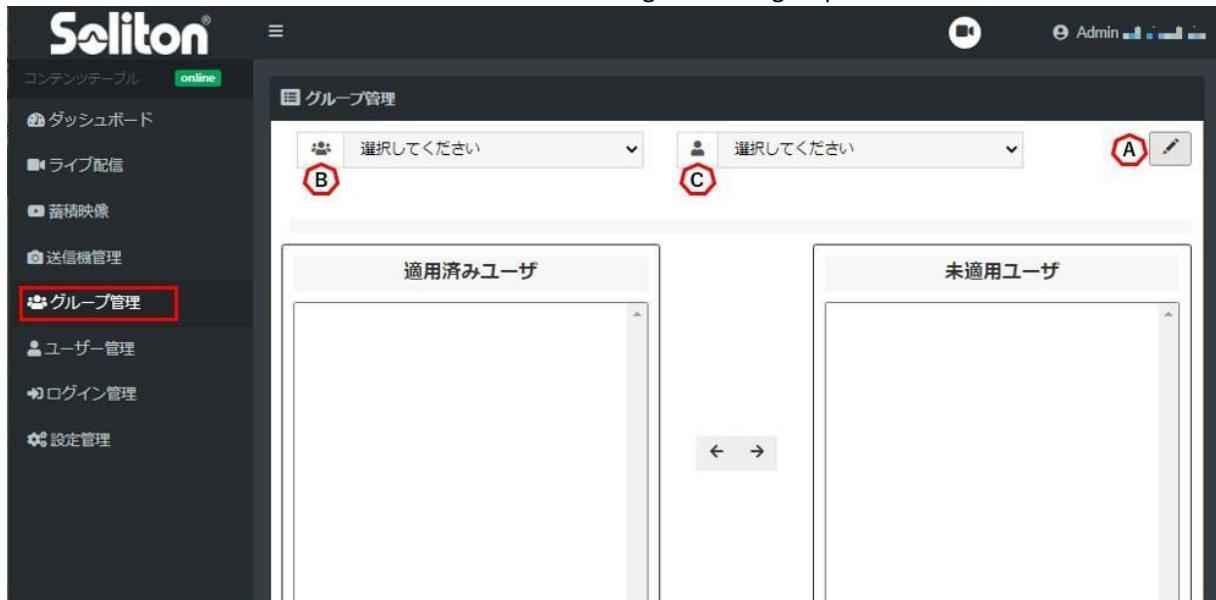 Soliton®
Admin
コンテンツテーブル online
ダッシュボード
ライブ配信
蓄積映像
送信機管理
グループ管理
ユーザー管理
ログイン管理
設定管理
グループ管理
選択してください
選択してください
A
B
C
適用済みユーザ
未適用ユーザ
← →